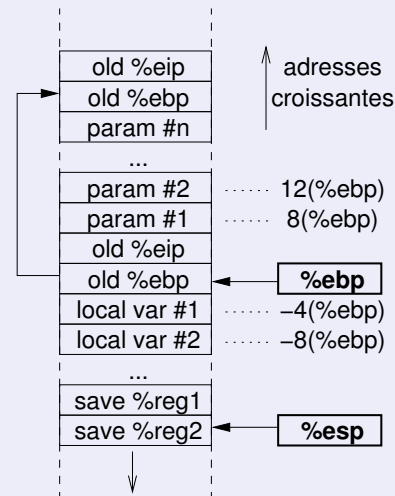 old %eip adresses
old %ebp croissantes
param #n
...
param #2 ...... 12(%ebp)
param #1 ...... 8(%ebp)
old %eip
old %ebp %ebp
local var #1 ...... −4(%ebp)
local var #2 ...... −8(%ebp)
...
save %reg1
save %reg2 %esp